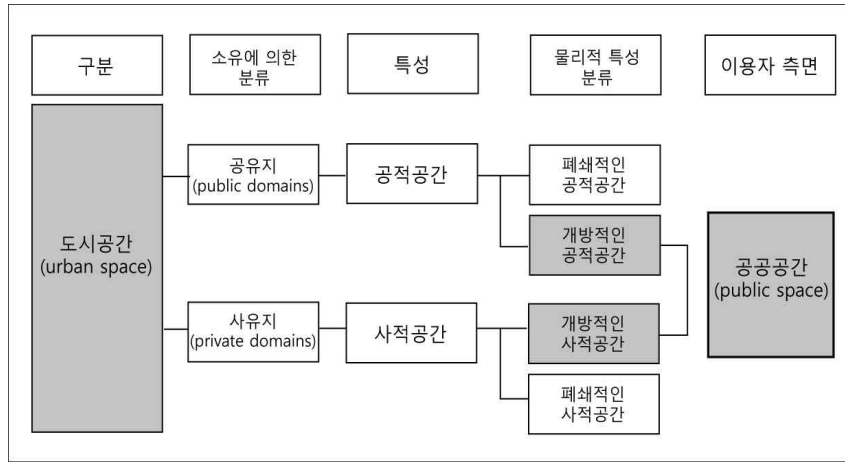 구분
소유에 의한
분류
특성
물리적 특성
분류
이용자 측면
도시공간
(urban space)
공유지
(public domains)
공적공간
폐쇄적인
공적공간
개방적인
공적공간
공공공간
(public space)
사유지
(private domains)
사적공간
개방적인
사적공간
폐쇄적인
사적공간